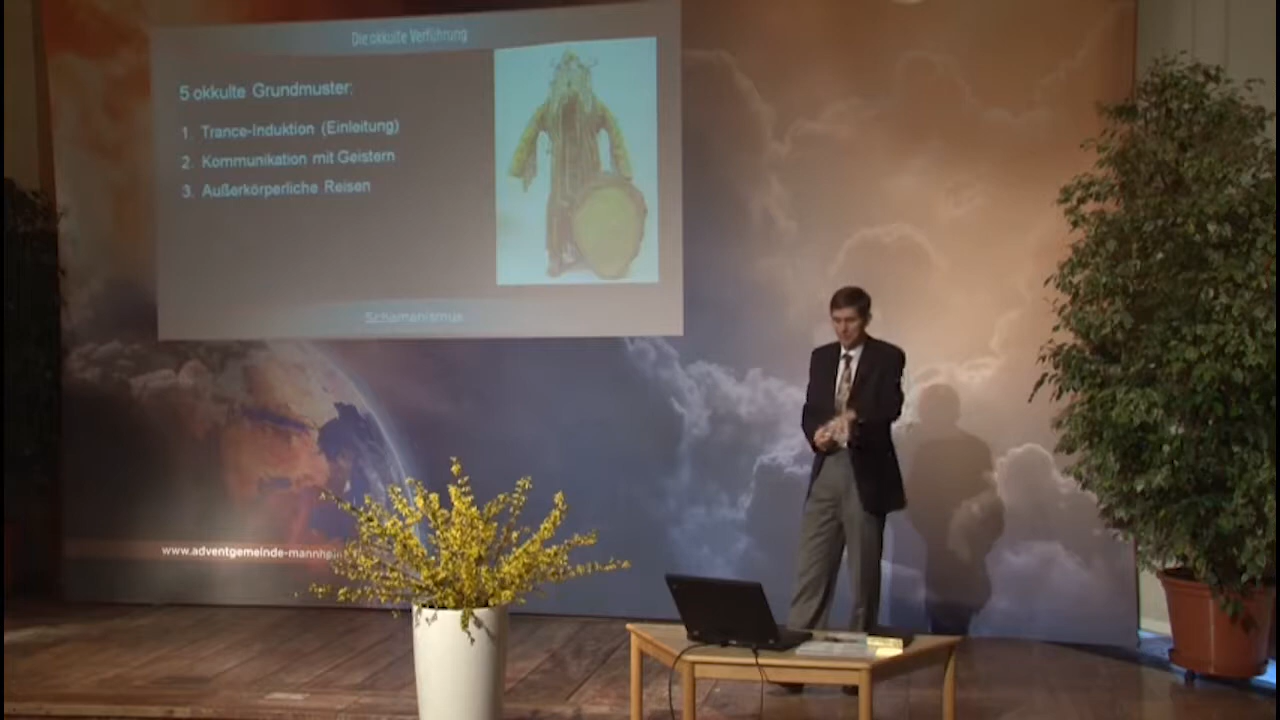 Die okkulte Verführung
5 okkulte Grundmuster:
1. Trance-Induktion (Einleitung)
2. Kommunikation mit Geistern
3. Außerkörperliche Reisen
Schamanismus
www.adventgemeinde-mannhei